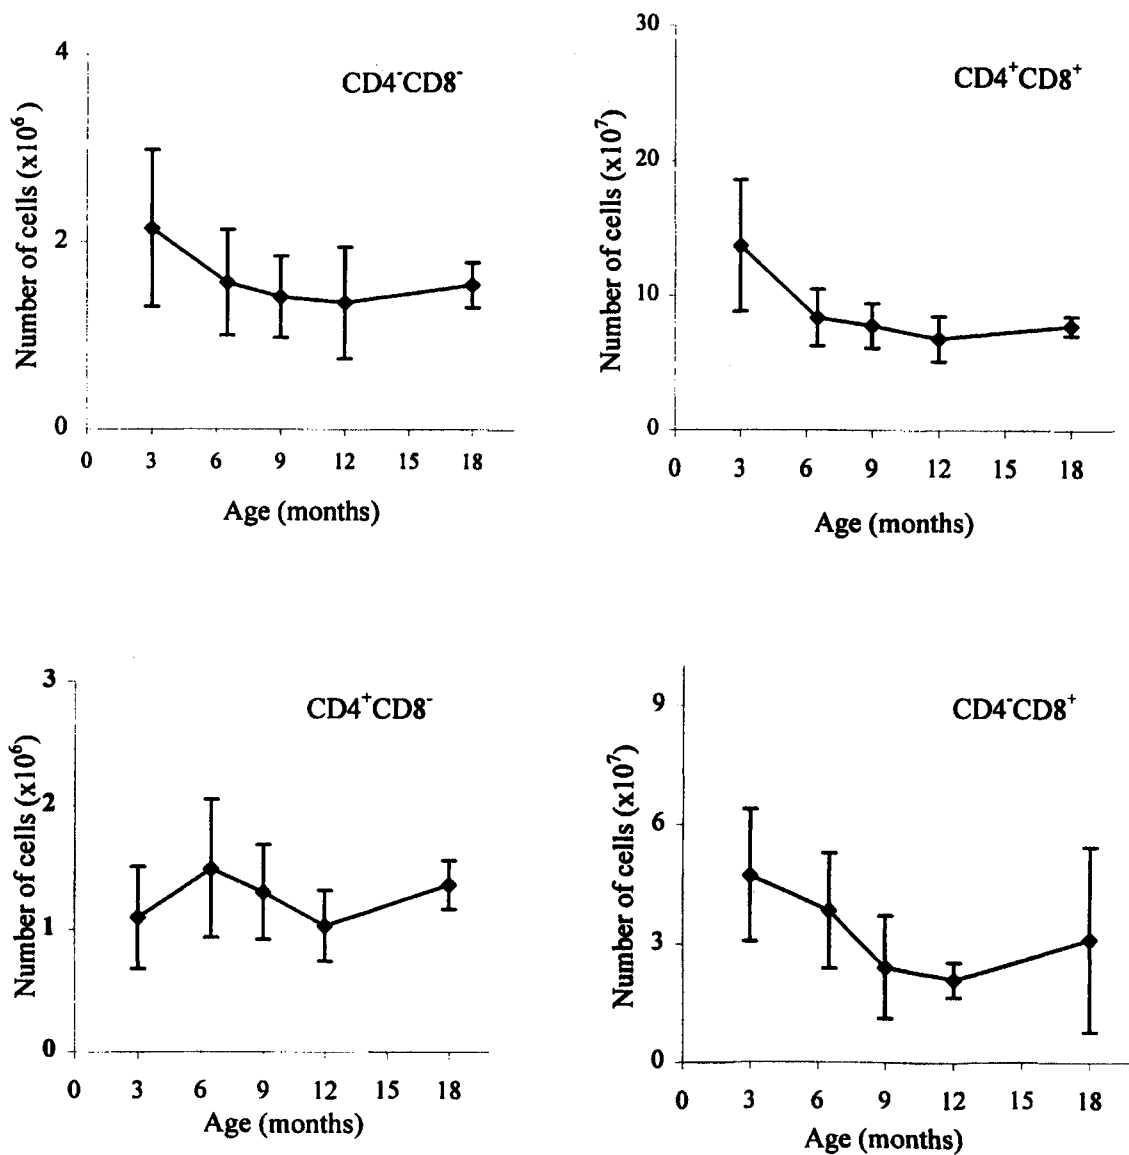 CD4⁻CD8⁻
Number of cells (x10⁶)
4
2
0
0 3 6 9 12 15 18
Age (months)
CD4⁺CD8⁺
Number of cells (x10⁷)
30
20
10
0
0 3 6 9 12 15 18
Age (months)
CD4⁺CD8⁻
Number of cells (x10⁶)
3
2
1
0
0 3 6 9 12 15 18
Age (months)
CD4⁻CD8⁺
Number of cells (x10⁷)
9
6
3
0
0 3 6 9 12 15 18
Age (months)